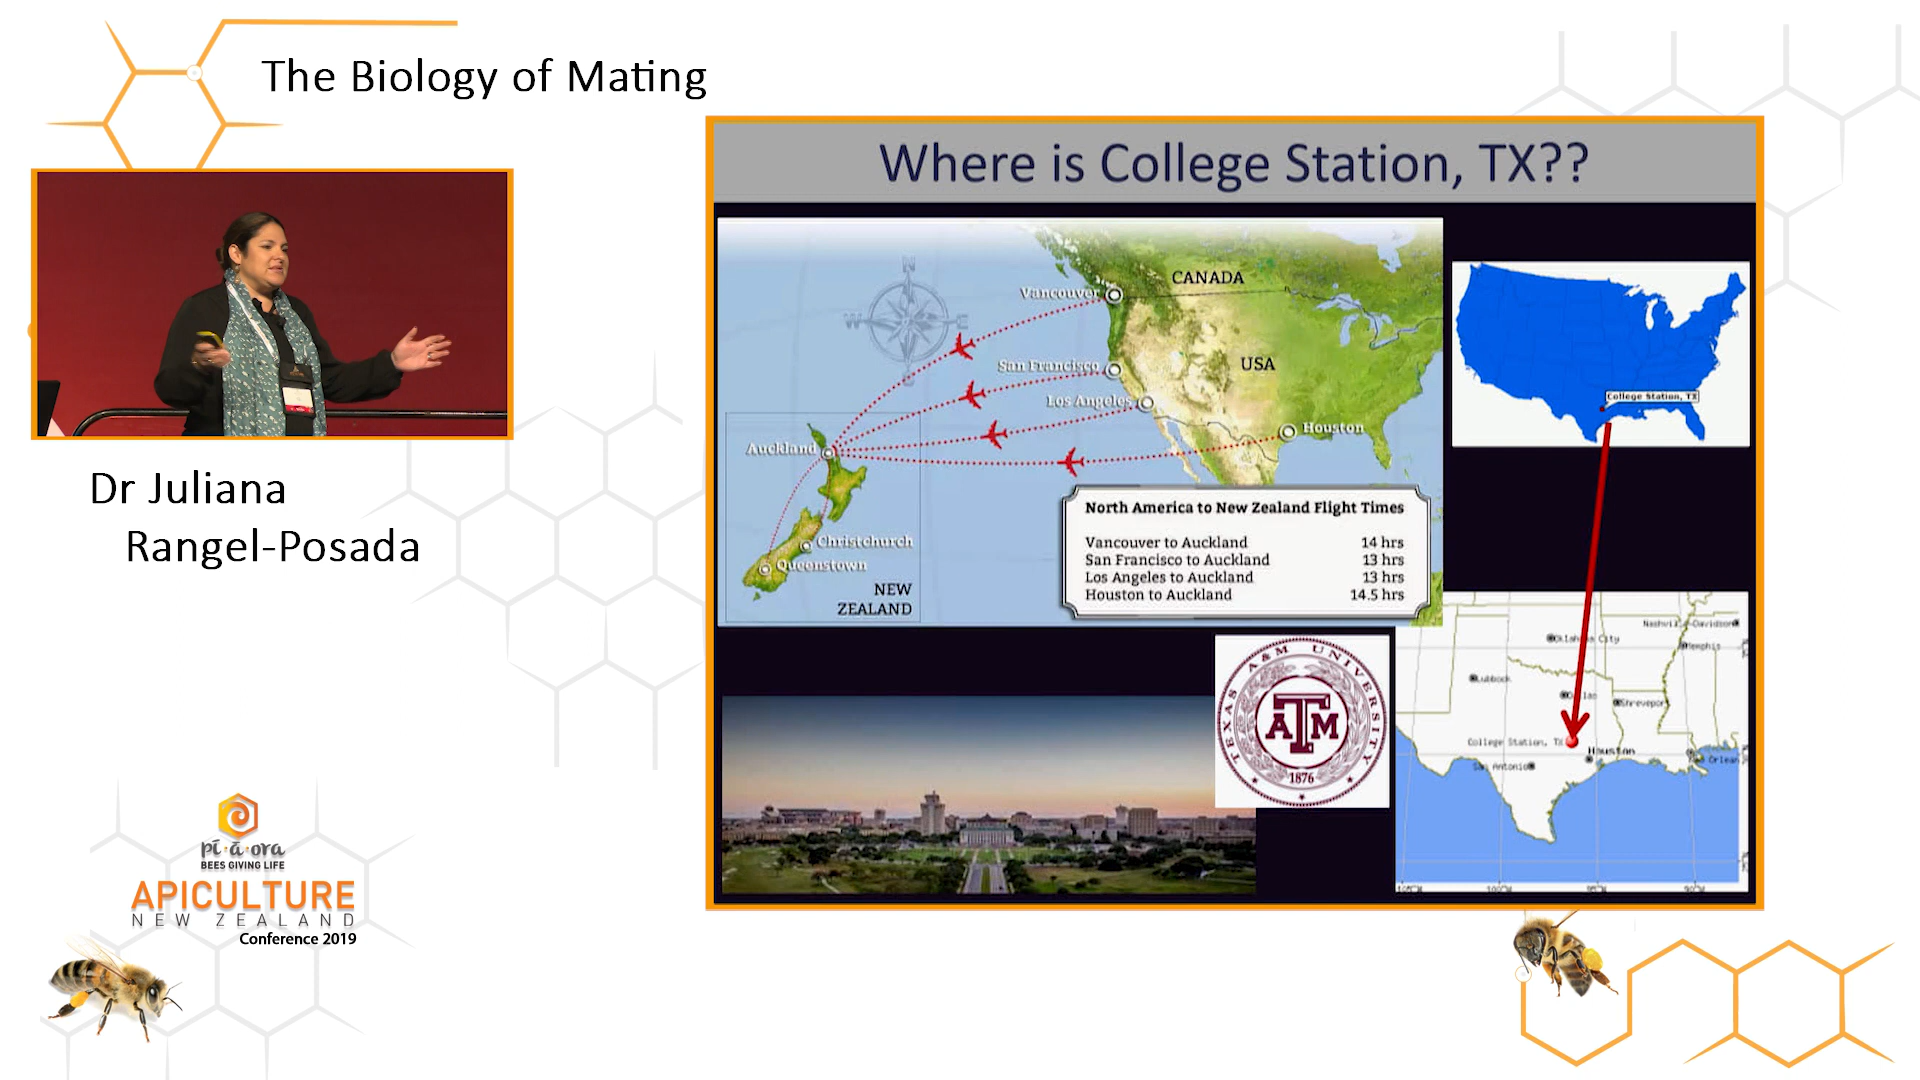 The Biology of Mating
Dr Juliana
Rangel-Posada
pī·ā·ora
BEES GIVING LIFE
APICULTURE
NEW ZEALAND
Conference 2019
Where is College Station, TX??
N
W
E
S
Vancouver
CANADA
San Francisco
USA
Los Angeles
Houston
Auckland
Christchurch
Queenstown
NEW
ZEALAND
North America to New Zealand Flight Times
Vancouver to Auckland 14 hrs
San Francisco to Auckland 13 hrs
Los Angeles to Auckland 13 hrs
Houston to Auckland 14.5 hrs
College Station, TX
TEXAS A&M UNIVERSITY
ATM
1876
Nashville-Davidson
Oklahoma City
Memphis
Lubbock
Shreveport
College Station, TX
Houston
San Antonio